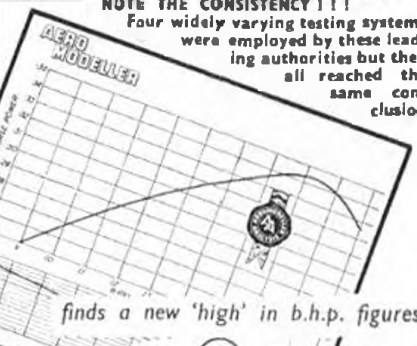 NOTE THE CONSISTENCY ! ! !
Four widely varying testing system
were employed by these lead
ing authorities but the
all reached th
same con
clusio
AERO
MODELLER
finds a new 'high' in b.h.p. figures